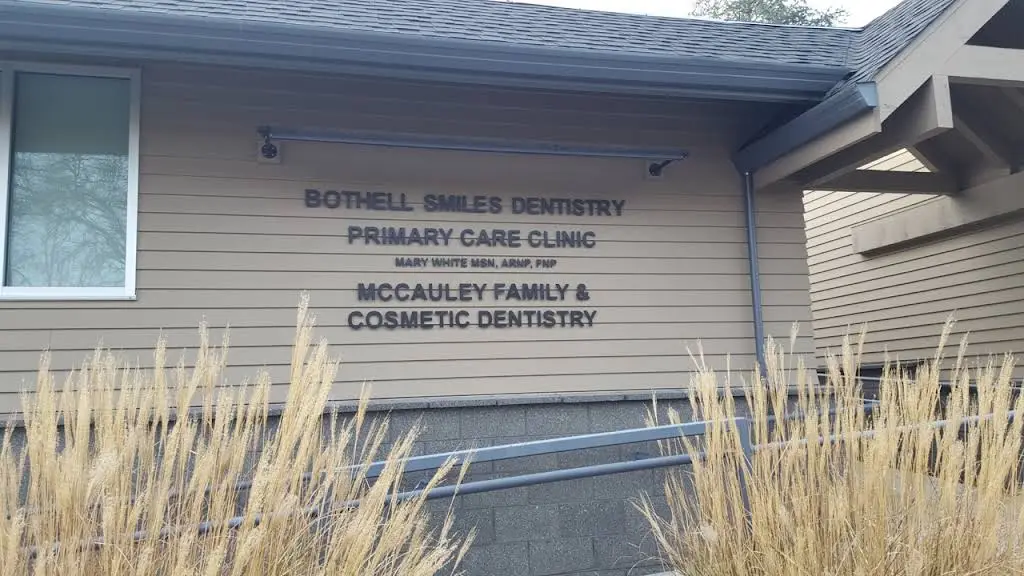 BOTHELL SMILES DENTISTRY
PRIMARY CARE CLINIC
MARY WHITE MSN, ARNP, FNP
MCCAULEY FAMILY &
COSMETIC DENTISTRY